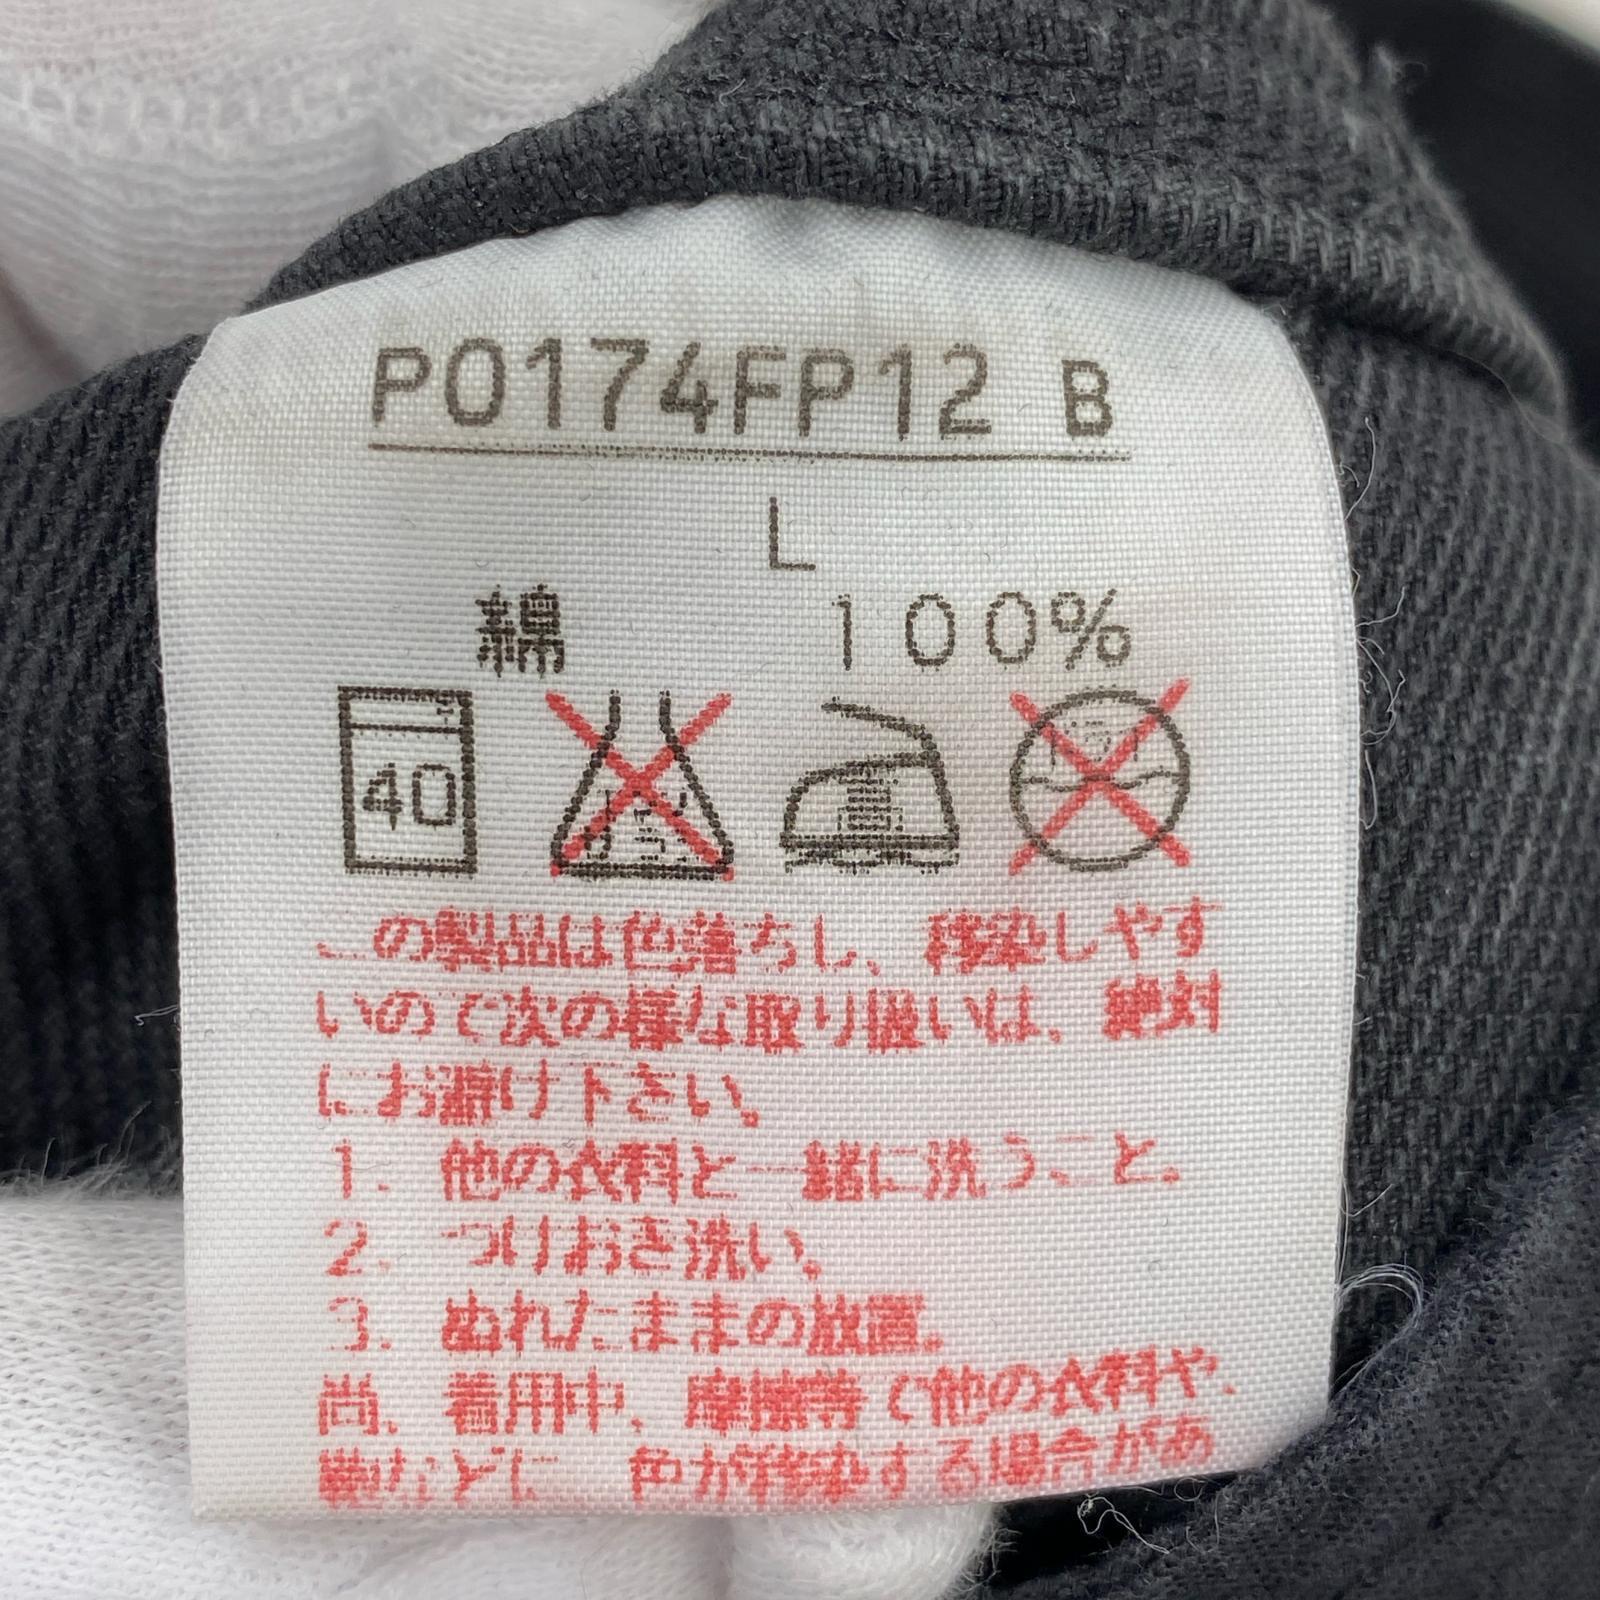 P0174FP12 B
L
綿 100%
40
この製品は色落ちし、移染しやす
いので次の様な取り扱いは、絶対
にお避け下さい。
1. 他の衣料と一緒に洗うこと。
2. つけおき洗い、
3. ぬれたままの放置。
尚、着用中、摩擦等で他の衣料や、
鞄などに、色が移染する場合があ